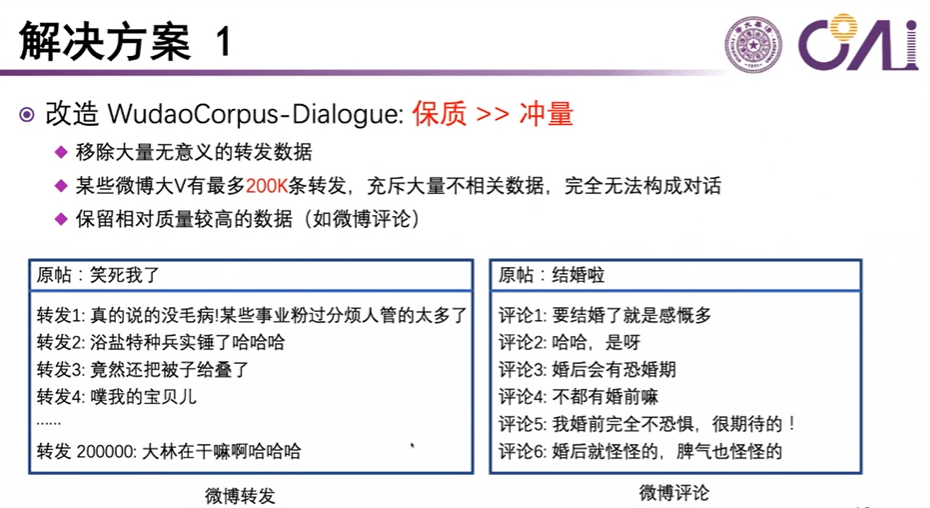 解决方案 1
改造 WudaoCorpus-Dialogue: 保质 >> 冲量
移除大量无意义的转发数据
某些微博大V有最多200K条转发，充斥大量不相关数据，完全无法构成对话
保留相对质量较高的数据（如微博评论）
原帖：笑死我了
转发1: 真的说的没毛病!某些事业粉过分烦人管的太多了
转发2: 浴盐特种兵实锤了哈哈哈
转发3: 竟然还把被子给叠了
转发4: 噗我的宝贝儿
……
转发 200000: 大林在干嘛啊哈哈哈
微博转发
原帖：结婚啦
评论1: 要结婚了就是感慨多
评论2: 哈哈，是呀
评论3: 婚后会有恐婚期
评论4: 不都有婚前嘛
评论5: 我婚前完全不恐惧，很期待的！
评论6: 婚后就怪怪的，脾气也怪怪的
微博评论